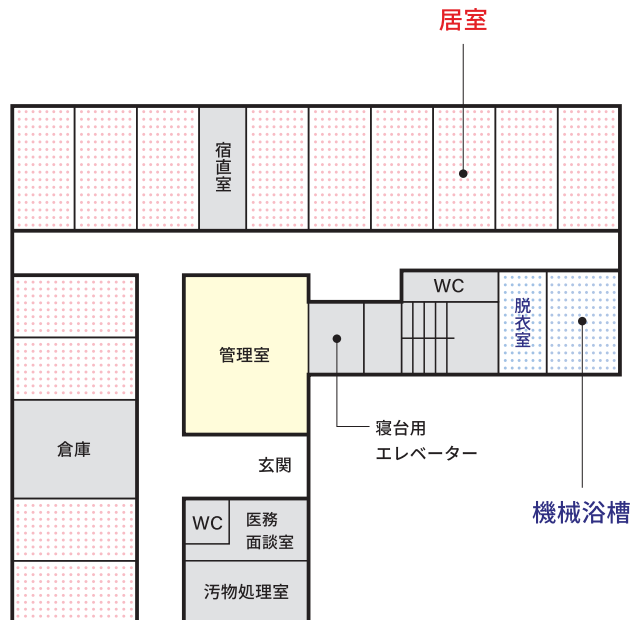 居室
宿直室
WC
脱衣室
管理室
寝台用
エレベーター
倉庫
玄関
機械浴槽
WC
医務
面談室
汚物処理室